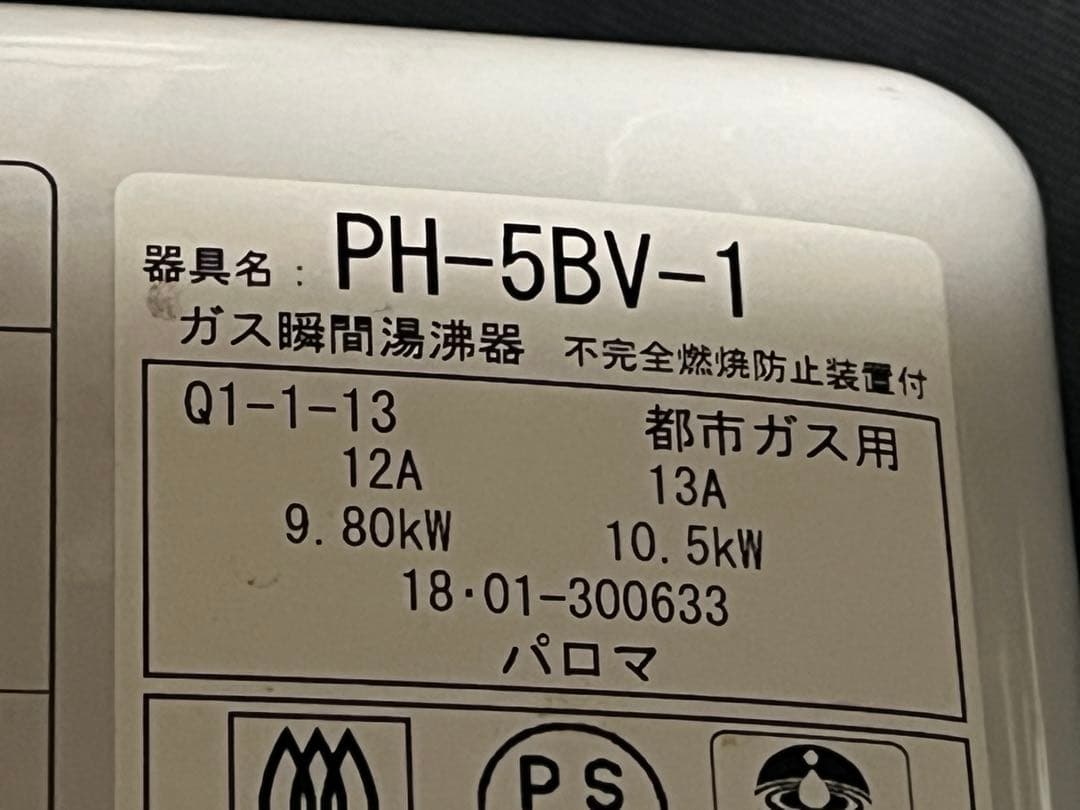 器具名：PH-5BV-1
ガス瞬間湯沸器 不完全燃焼防止装置付
Q1-1-13 都市ガス用
12A 13A
9.80kW 10.5kW
18・01-300633
パロマ
PS